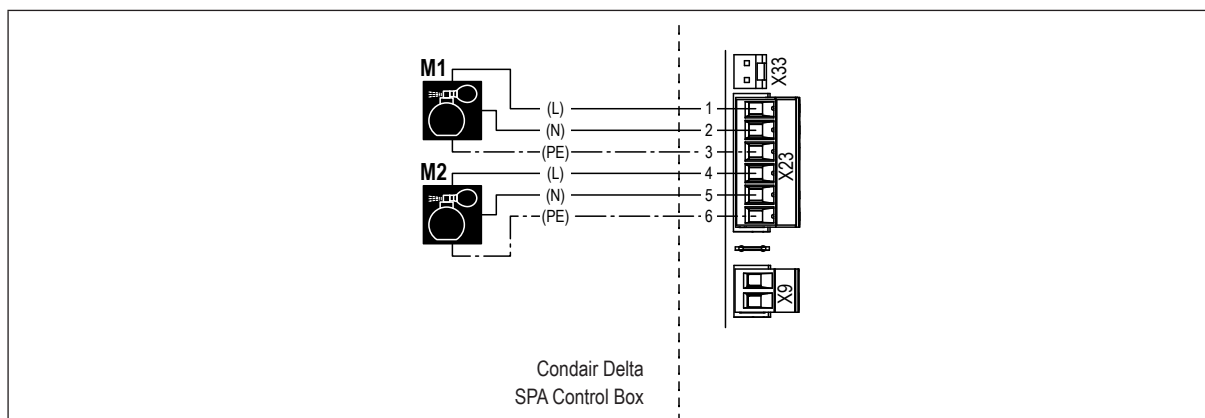 M1
X33
(L)
1
(N)
2
(PE)
3
M2
(L)
4
X23
(N)
5
(PE)
6
X9
Condair Delta
SPA Control Box